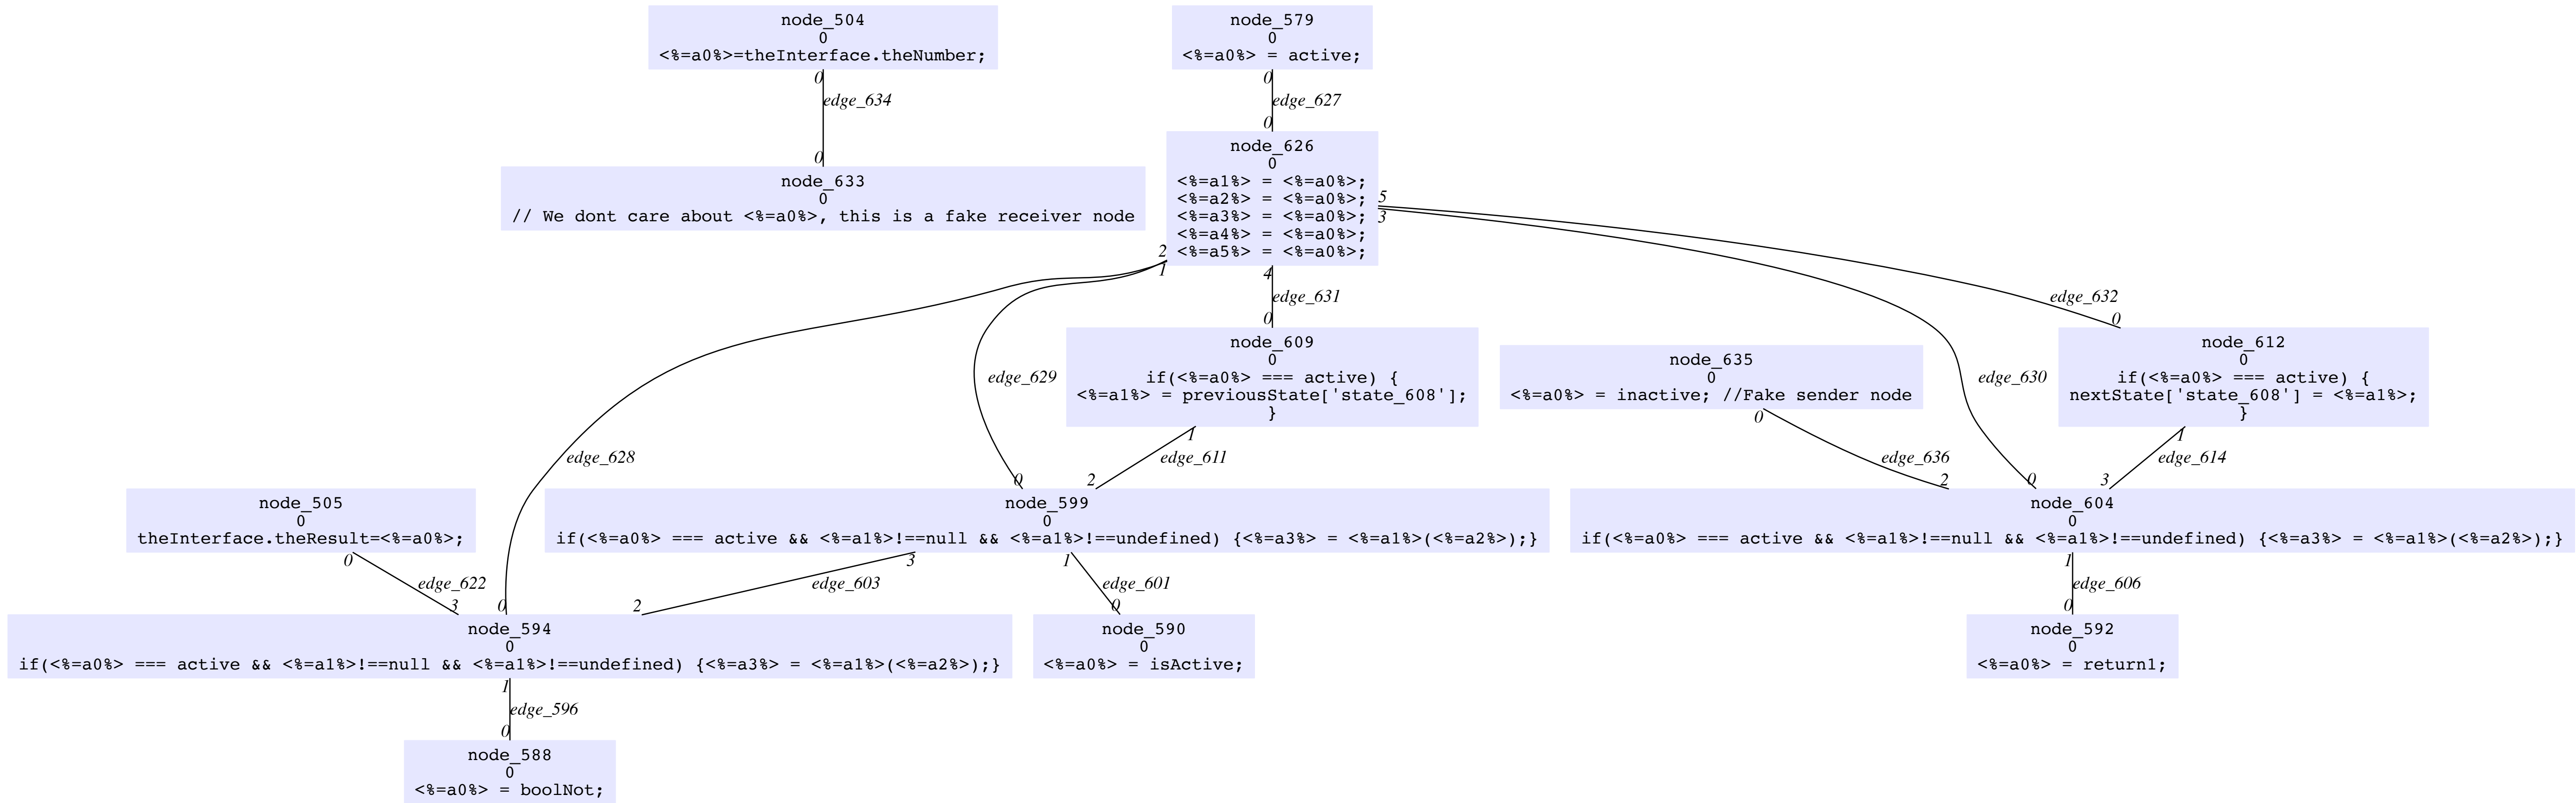 node_504
0
<%=a0%>=theInterface.theNumber;
node_579
0
<%=a0%> = active;
0
edge_634
0
0
edge_627
0
node_633
0
// We dont care about <%=a0%>, this is a fake receiver node
node_626
0
<%=a1%> = <%=a0%>;
<%=a2%> = <%=a0%>;
<%=a3%> = <%=a0%>;
<%=a4%> = <%=a0%>;
<%=a5%> = <%=a0%>;
5
3
2
1
4
edge_631
0
edge_632
0
edge_629
node_609
0
if(<%=a0%> === active) {
<%=a1%> = previousState['state_608'];
}
node_635
0
<%=a0%> = inactive; //Fake sender node
edge_630
node_612
0
if(<%=a0%> === active) {
nextState['state_608'] = <%=a1%>;
}
edge_628
1
edge_611
2
0
0
edge_636
2
0
1
edge_614
3
node_505
0
theInterface.theResult=<%=a0%>;
node_599
0
if(<%=a0%> === active && <%=a1%>!==null && <%=a1%>!==undefined) {<%=a3%> = <%=a1%>(<%=a2%>);}
node_604
0
if(<%=a0%> === active && <%=a1%>!==null && <%=a1%>!==undefined) {<%=a3%> = <%=a1%>(<%=a2%>);}
0
edge_622
3
0
3
edge_603
2
1
edge_601
0
1
edge_606
0
node_594
0
if(<%=a0%> === active && <%=a1%>!==null && <%=a1%>!==undefined) {<%=a3%> = <%=a1%>(<%=a2%>);}
node_590
0
<%=a0%> = isActive;
node_592
0
<%=a0%> = return1;
1
edge_596
0
node_588
0
<%=a0%> = boolNot;